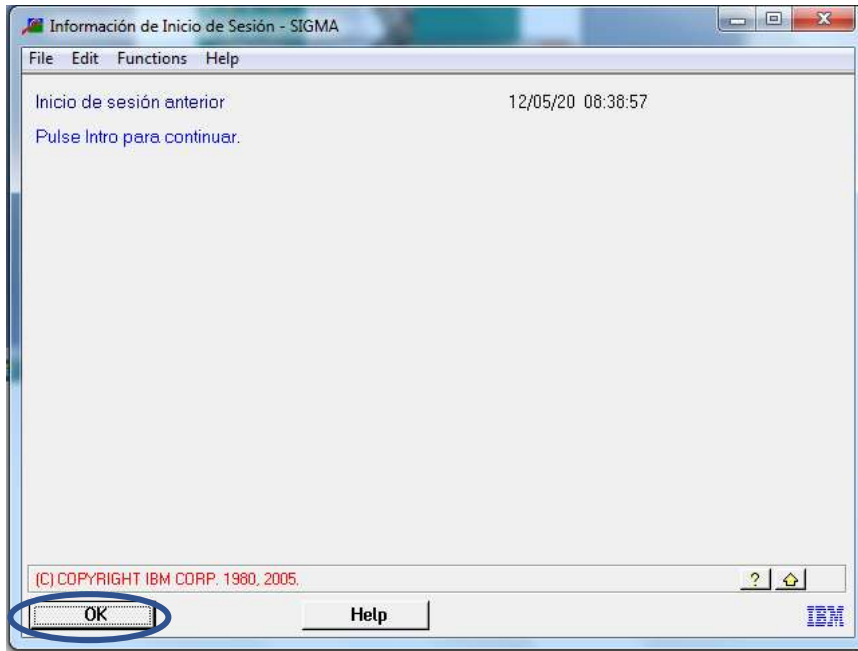 Información de Inicio de Sesión - SIGMA
File Edit Functions Help
Inicio de sesión anterior 12/05/20 08:38:57
Pulse Intro para continuar.
(C) COPYRIGHT IBM CORP. 1980, 2005.
?
OK Help IBM